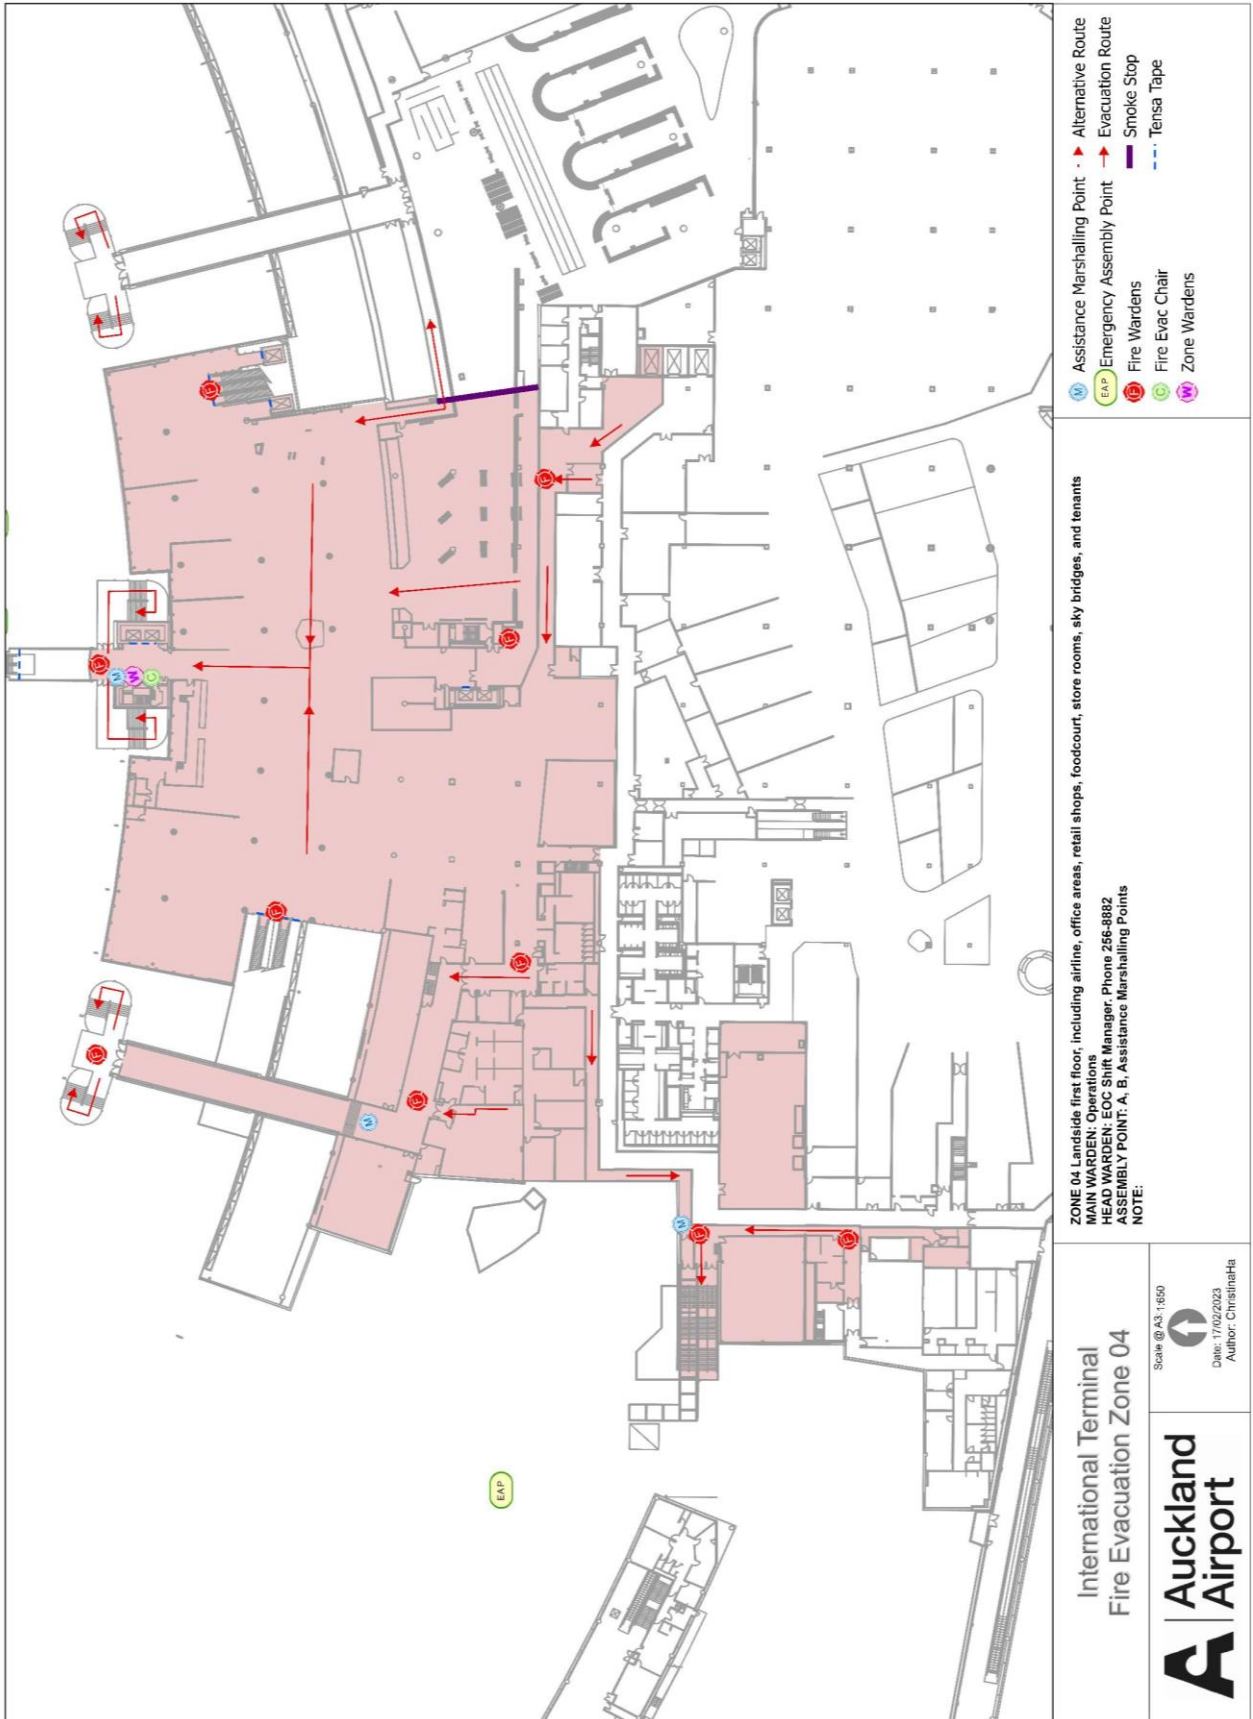 International Terminal
Fire Evacuation Zone 04
Auckland
Airport
Scale @ A3 1:650
Date: 17/02/2023
Author: ChristinaHa
ZONE 04 Landside first floor, including airline, office areas, retail shops, foodcourt, store rooms, sky bridges, and tenants
MAIN WARDEN: Operations
HEAD WARDEN: EOC Shift Manager. Phone 256-8882
ASSEMBLY POINT: A, B, Assistance Marshalling Points
NOTE:
M Assistance Marshalling Point
EAP Emergency Assembly Point
F Fire Wardens
C Fire Evac Chair
W Zone Wardens
Alternative Route
Evacuation Route
Smoke Stop
Tensa Tape
F
F
F
M
W
C
F
F
F
F
F
M
M
F
F
EAP